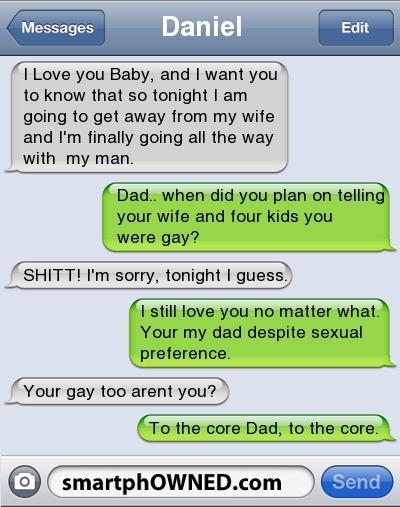 Messages
Daniel
Edit
I Love you Baby, and I want you
to know that so tonight I am
going to get away from my wife
and I'm finally going all the way
with my man.
Dad.. when did you plan on telling
your wife and four kids you
were gay?
SHITT! I'm sorry, tonight I guess.
I still love you no matter what.
Your my dad despite sexual
preference.
Your gay too arent you?
To the core Dad, to the core.
smartphOWNED.com
Send